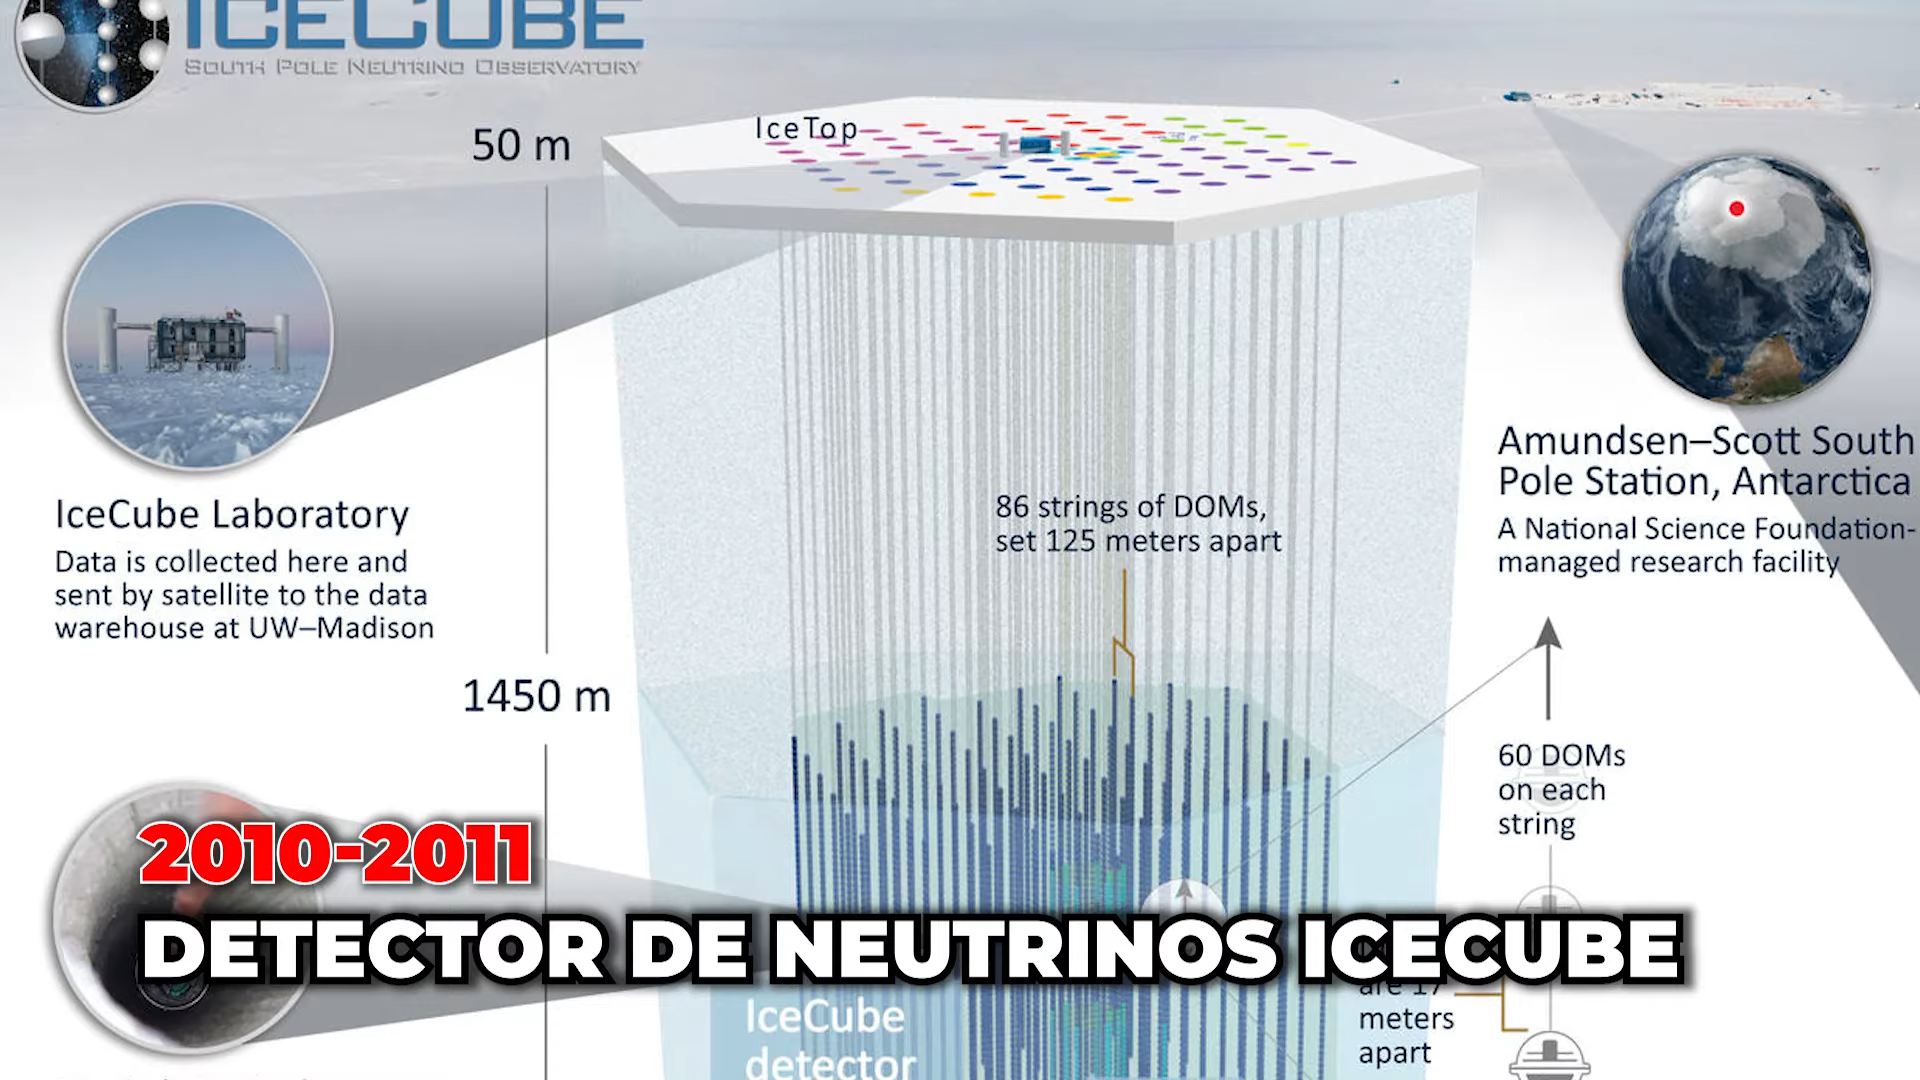 ICECUBE
SOUTH POLE NEUTRINO OBSERVATORY
50 m
IceTop
IceCube Laboratory
Data is collected here and
sent by satellite to the data
warehouse at UW–Madison
86 strings of DOMs,
set 125 meters apart
Amundsen–Scott South
Pole Station, Antarctica
A National Science Foundation-
managed research facility
1450 m
60 DOMs
on each
string
2010-2011
DETECTOR DE NEUTRINOS ICECUBE
are 17
meters
apart
IceCube
detector